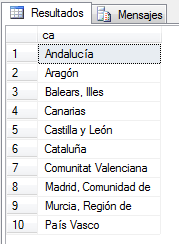 Resultados Mensajes
ca
1 Andalucía
2 Aragón
3 Balears, Illes
4 Canarias
5 Castilla y León
6 Cataluña
7 Comunitat Valenciana
8 Madrid, Comunidad de
9 Murcia, Región de
10 País Vasco